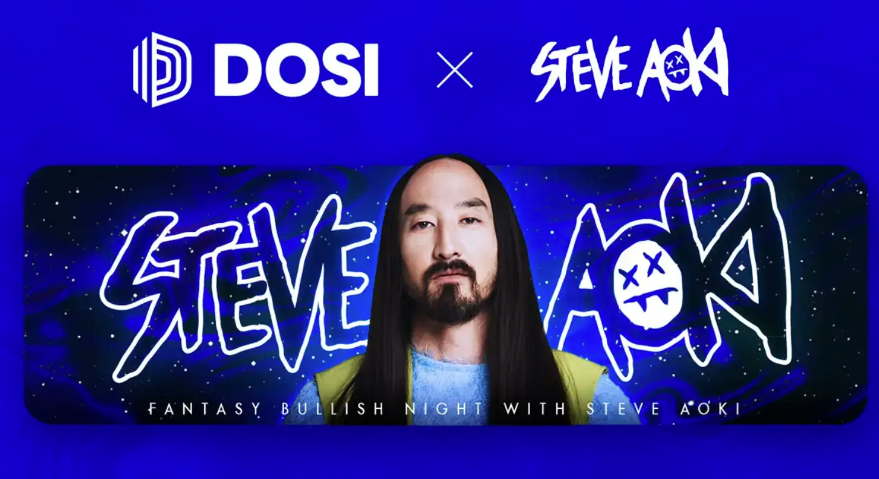 DOSI × STEVE AOKI
STEVE AOKI
FANTASY BULLISH NIGHT WITH STEVE AOKI